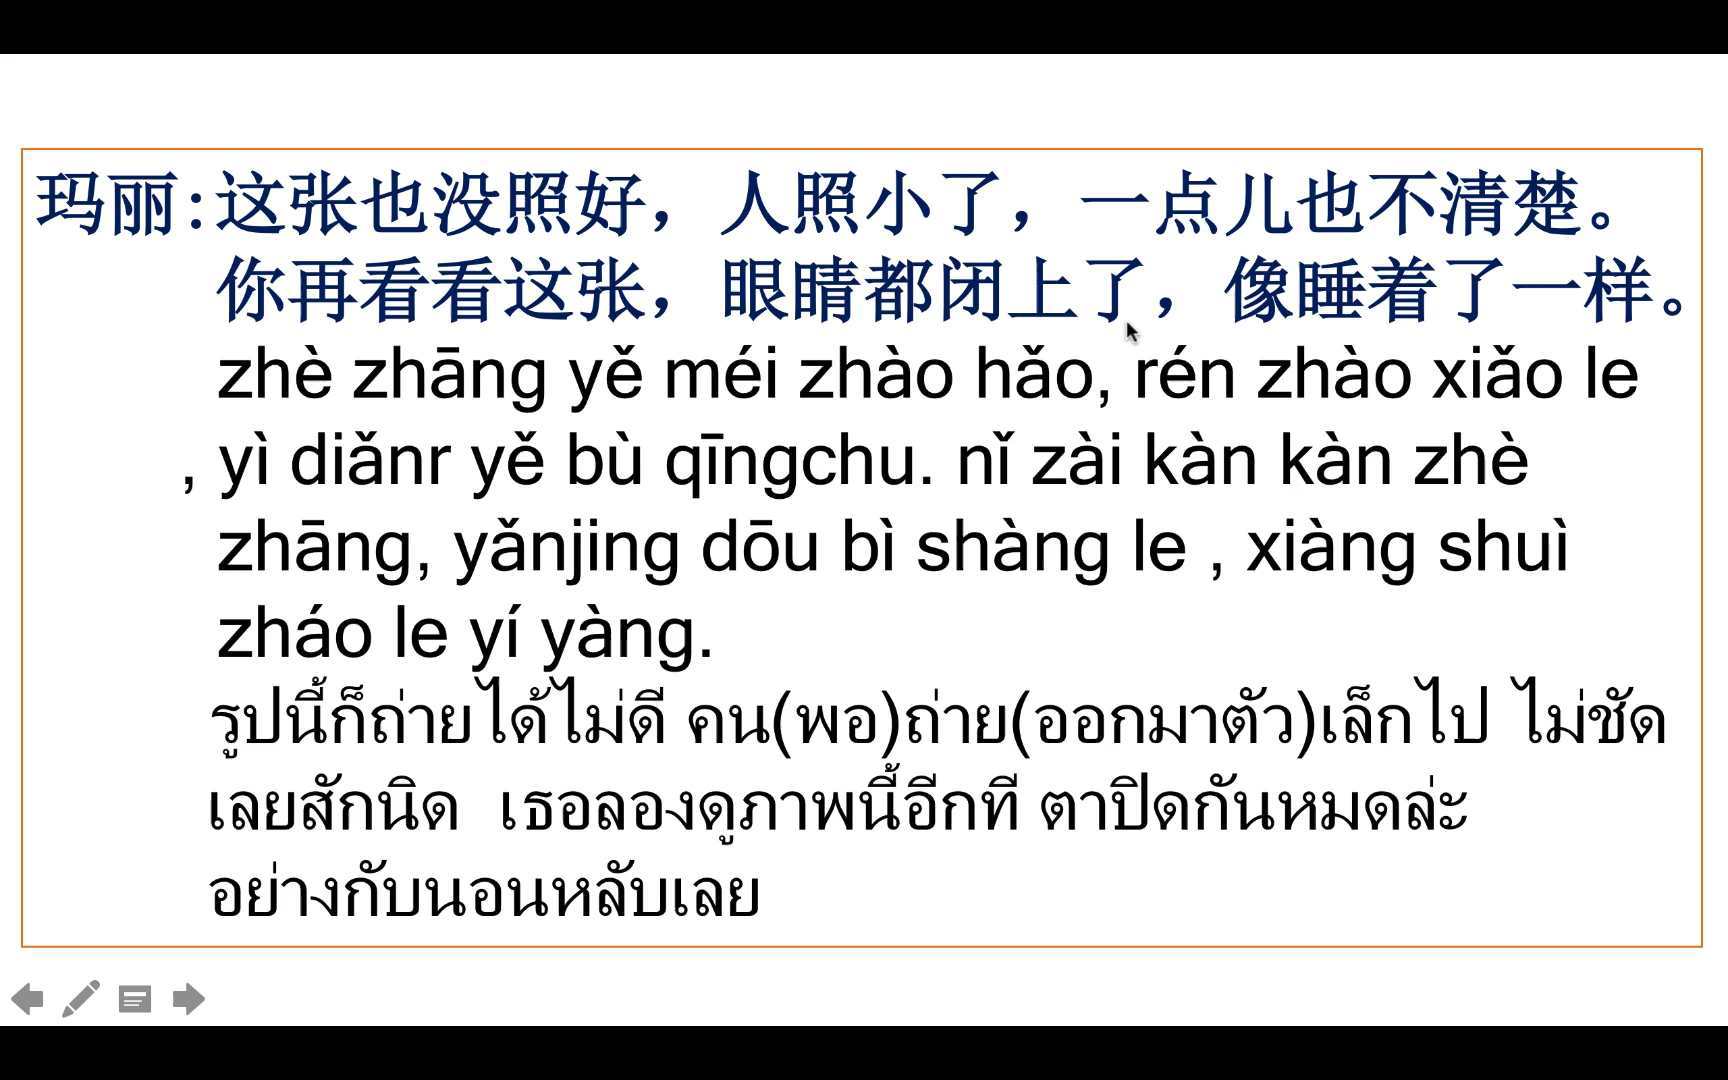 玛丽:这张也没照好，人照小了，一点儿也不清楚。
你再看看这张，眼睛都闭上了，像睡着了一样。
zhè zhāng yě méi zhào hǎo, rén zhào xiǎo le
, yì diǎnr yě bù qīngchu. nǐ zài kàn kàn zhè
zhāng, yǎnjing dōu bì shàng le , xiàng shuì
zháo le yí yàng.
รูปนี้ก็ถ่ายได้ไม่ดี คน(พอ)ถ่าย(ออกมาตัว)เล็กไป ไม่ชัด
เลยสักนิด เธอลองดูภาพนี้อีกที ตาปิดกันหมดล่ะ
อย่างกับนอนหลับเลย